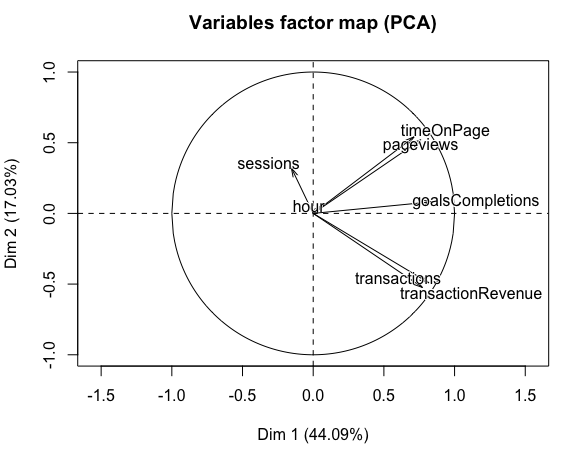 Variables factor map (PCA)
1.0
0.5
0.0
-0.5
-1.0
Dim 2 (17.03%)
timeOnPage
pageviews
sessions
goalsCompletions
hour
transactions
transactionRevenue
-1.5 -1.0 -0.5 0.0 0.5 1.0 1.5
Dim 1 (44.09%)